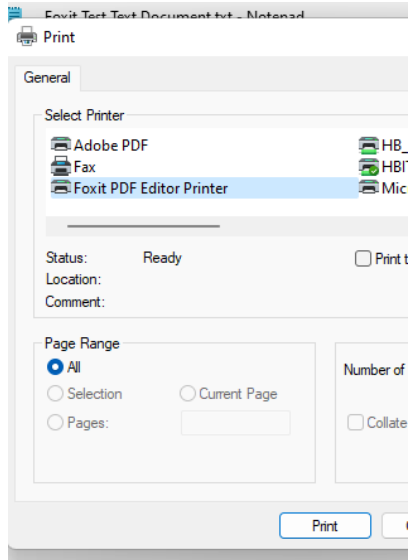 Foxit Test Text Document.txt - Notepad
Print
General
Select Printer
Adobe PDF
HB_
Fax
HBI
Foxit PDF Editor Printer
Mic
Status: Ready
Print t
Location:
Comment:
Page Range
All
Number of
Selection
Current Page
Pages:
Collate
Print